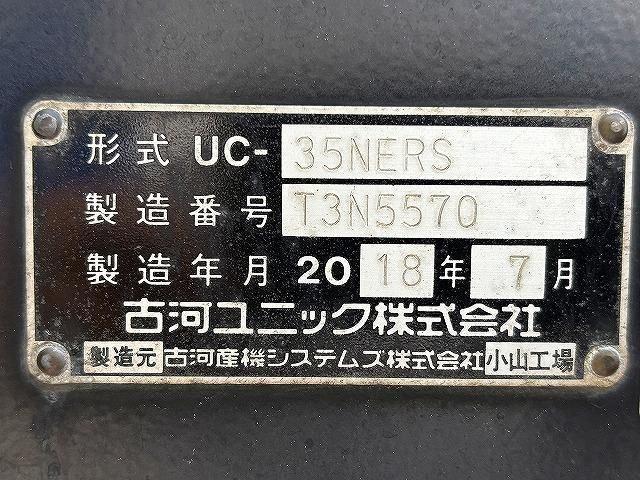 形式 UC- 35NERS
製造番号 T3N5570
製造年月 2018年 7月
古河ユニック株式会社
製造元 古河産機システムズ株式会社 小山工場